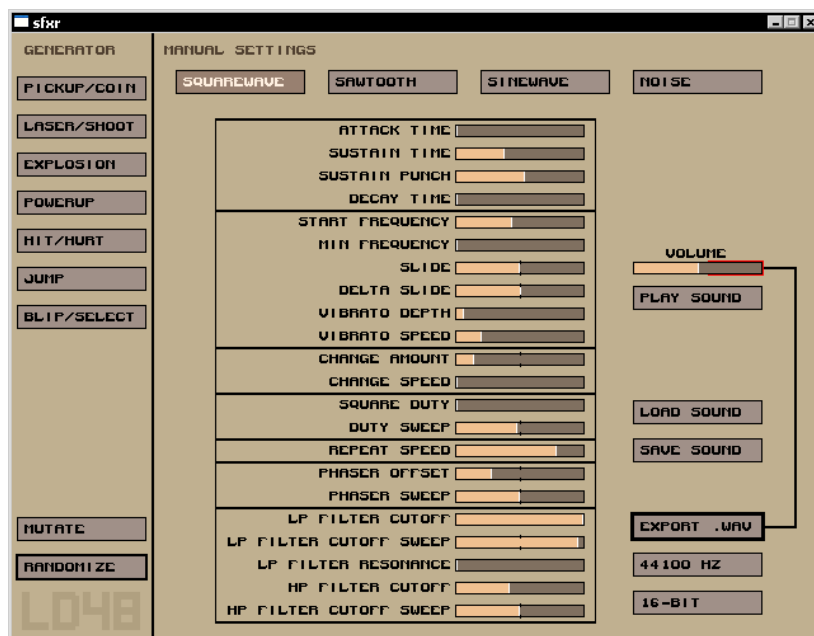 sfxr
GENERATOR
PICKUP/COIN
LASER/SHOOT
EXPLOSION
POWERUP
HIT/HURT
JUMP
BLIP/SELECT
MUTATE
RANDOMIZE
LD48
MANUAL SETTINGS
SQUAREWAVE
SAWTOOTH
SINEWAVE
NOISE
ATTACK TIME
SUSTAIN TIME
SUSTAIN PUNCH
DECAY TIME
START FREQUENCY
MIN FREQUENCY
SLIDE
DELTA SLIDE
VIBRATO DEPTH
VIBRATO SPEED
CHANGE AMOUNT
CHANGE SPEED
SQUARE DUTY
DUTY SWEEP
REPEAT SPEED
PHASER OFFSET
PHASER SWEEP
LP FILTER CUTOFF
LP FILTER CUTOFF SWEEP
LP FILTER RESONANCE
HP FILTER CUTOFF
HP FILTER CUTOFF SWEEP
VOLUME
PLAY SOUND
LOAD SOUND
SAVE SOUND
EXPORT .WAV
44100 HZ
16-BIT